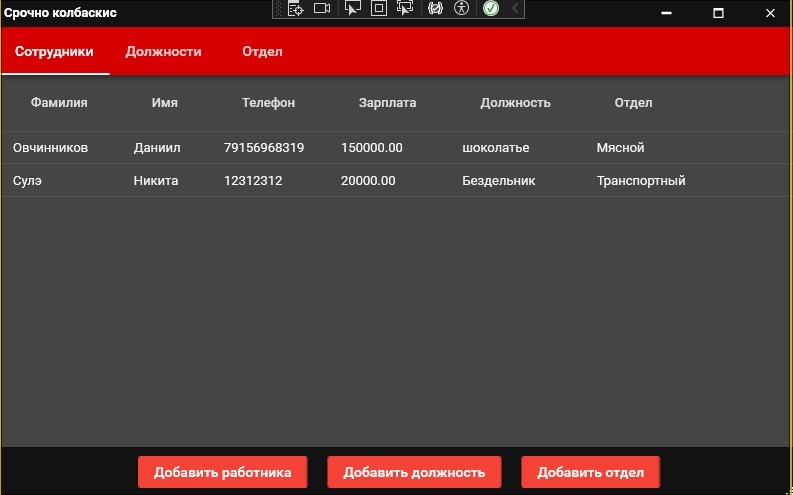 Срочно колбаскис
Сотрудники Должности Отдел
Фамилия Имя Телефон Зарплата Должность Отдел
Овчинников Даниил 79156968319 150000.00 шоколатье Мясной
Сулэ Никита 12312312 20000.00 Бездельник Транспортный
Добавить работника Добавить должность Добавить отдел